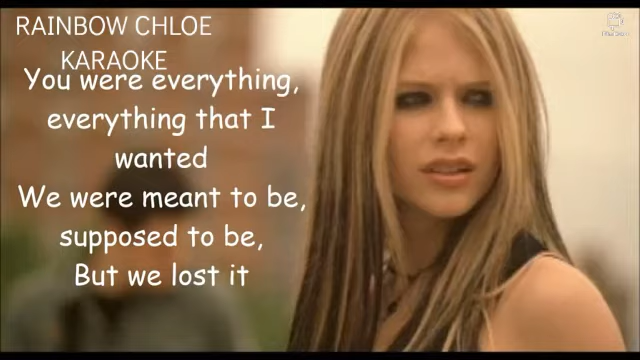 RAINBOW CHLOE
KARAOKE
You were everything,
everything that I
wanted
We were meant to be,
supposed to be,
But we lost it